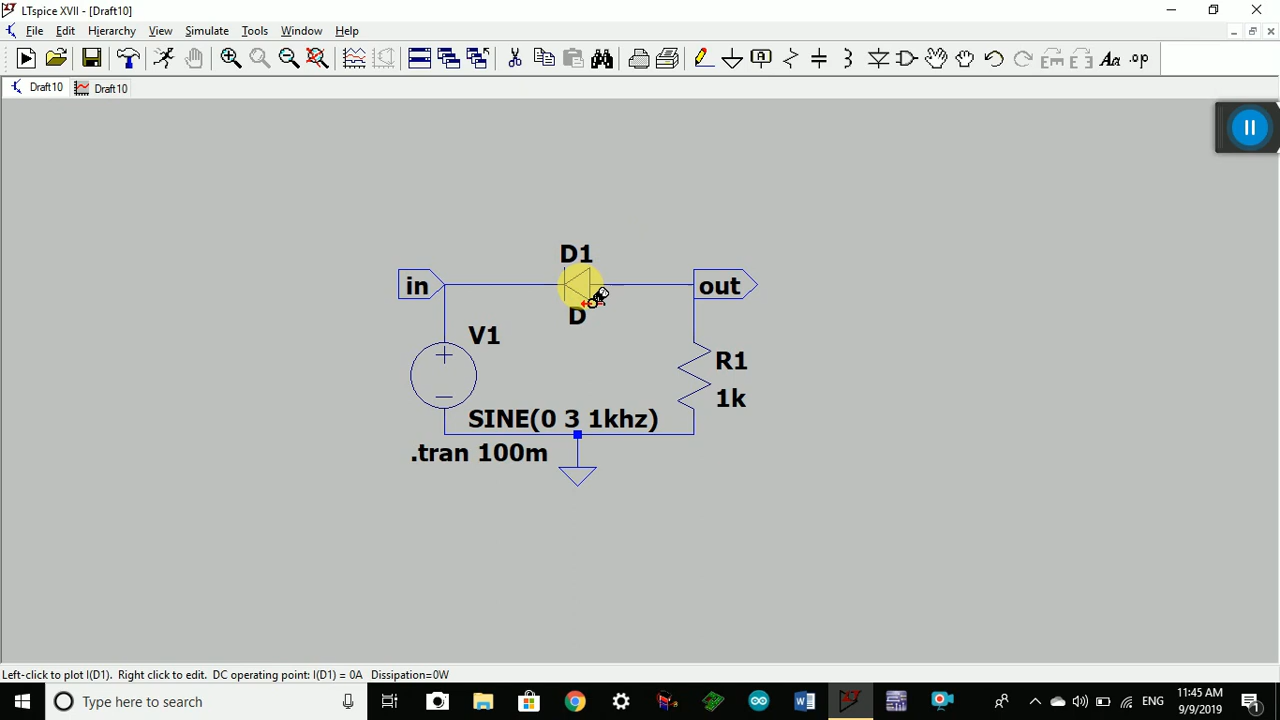 LTspice XVII - [Draft10]
File Edit Hierarchy View Simulate Tools Window Help
Draft10 Draft10
D1
in
out
D
V1
R1
1k
SINE(0 3 1khz)
.tran 100m
Left-click to plot I(D1). Right click to edit. DC operating point: I(D1) = 0A Dissipation=0W
Type here to search
ENG
11:45 AM
9/9/2019